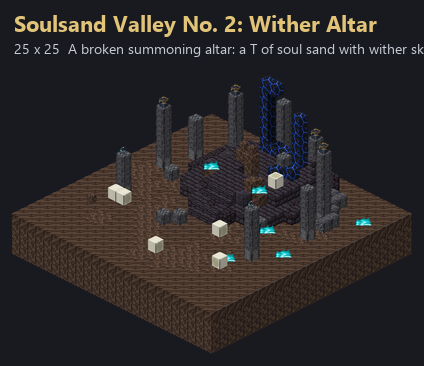 Soulsand Valley No. 2: Wither Altar
25 x 25 A broken summoning altar: a T of soul sand with wither sk